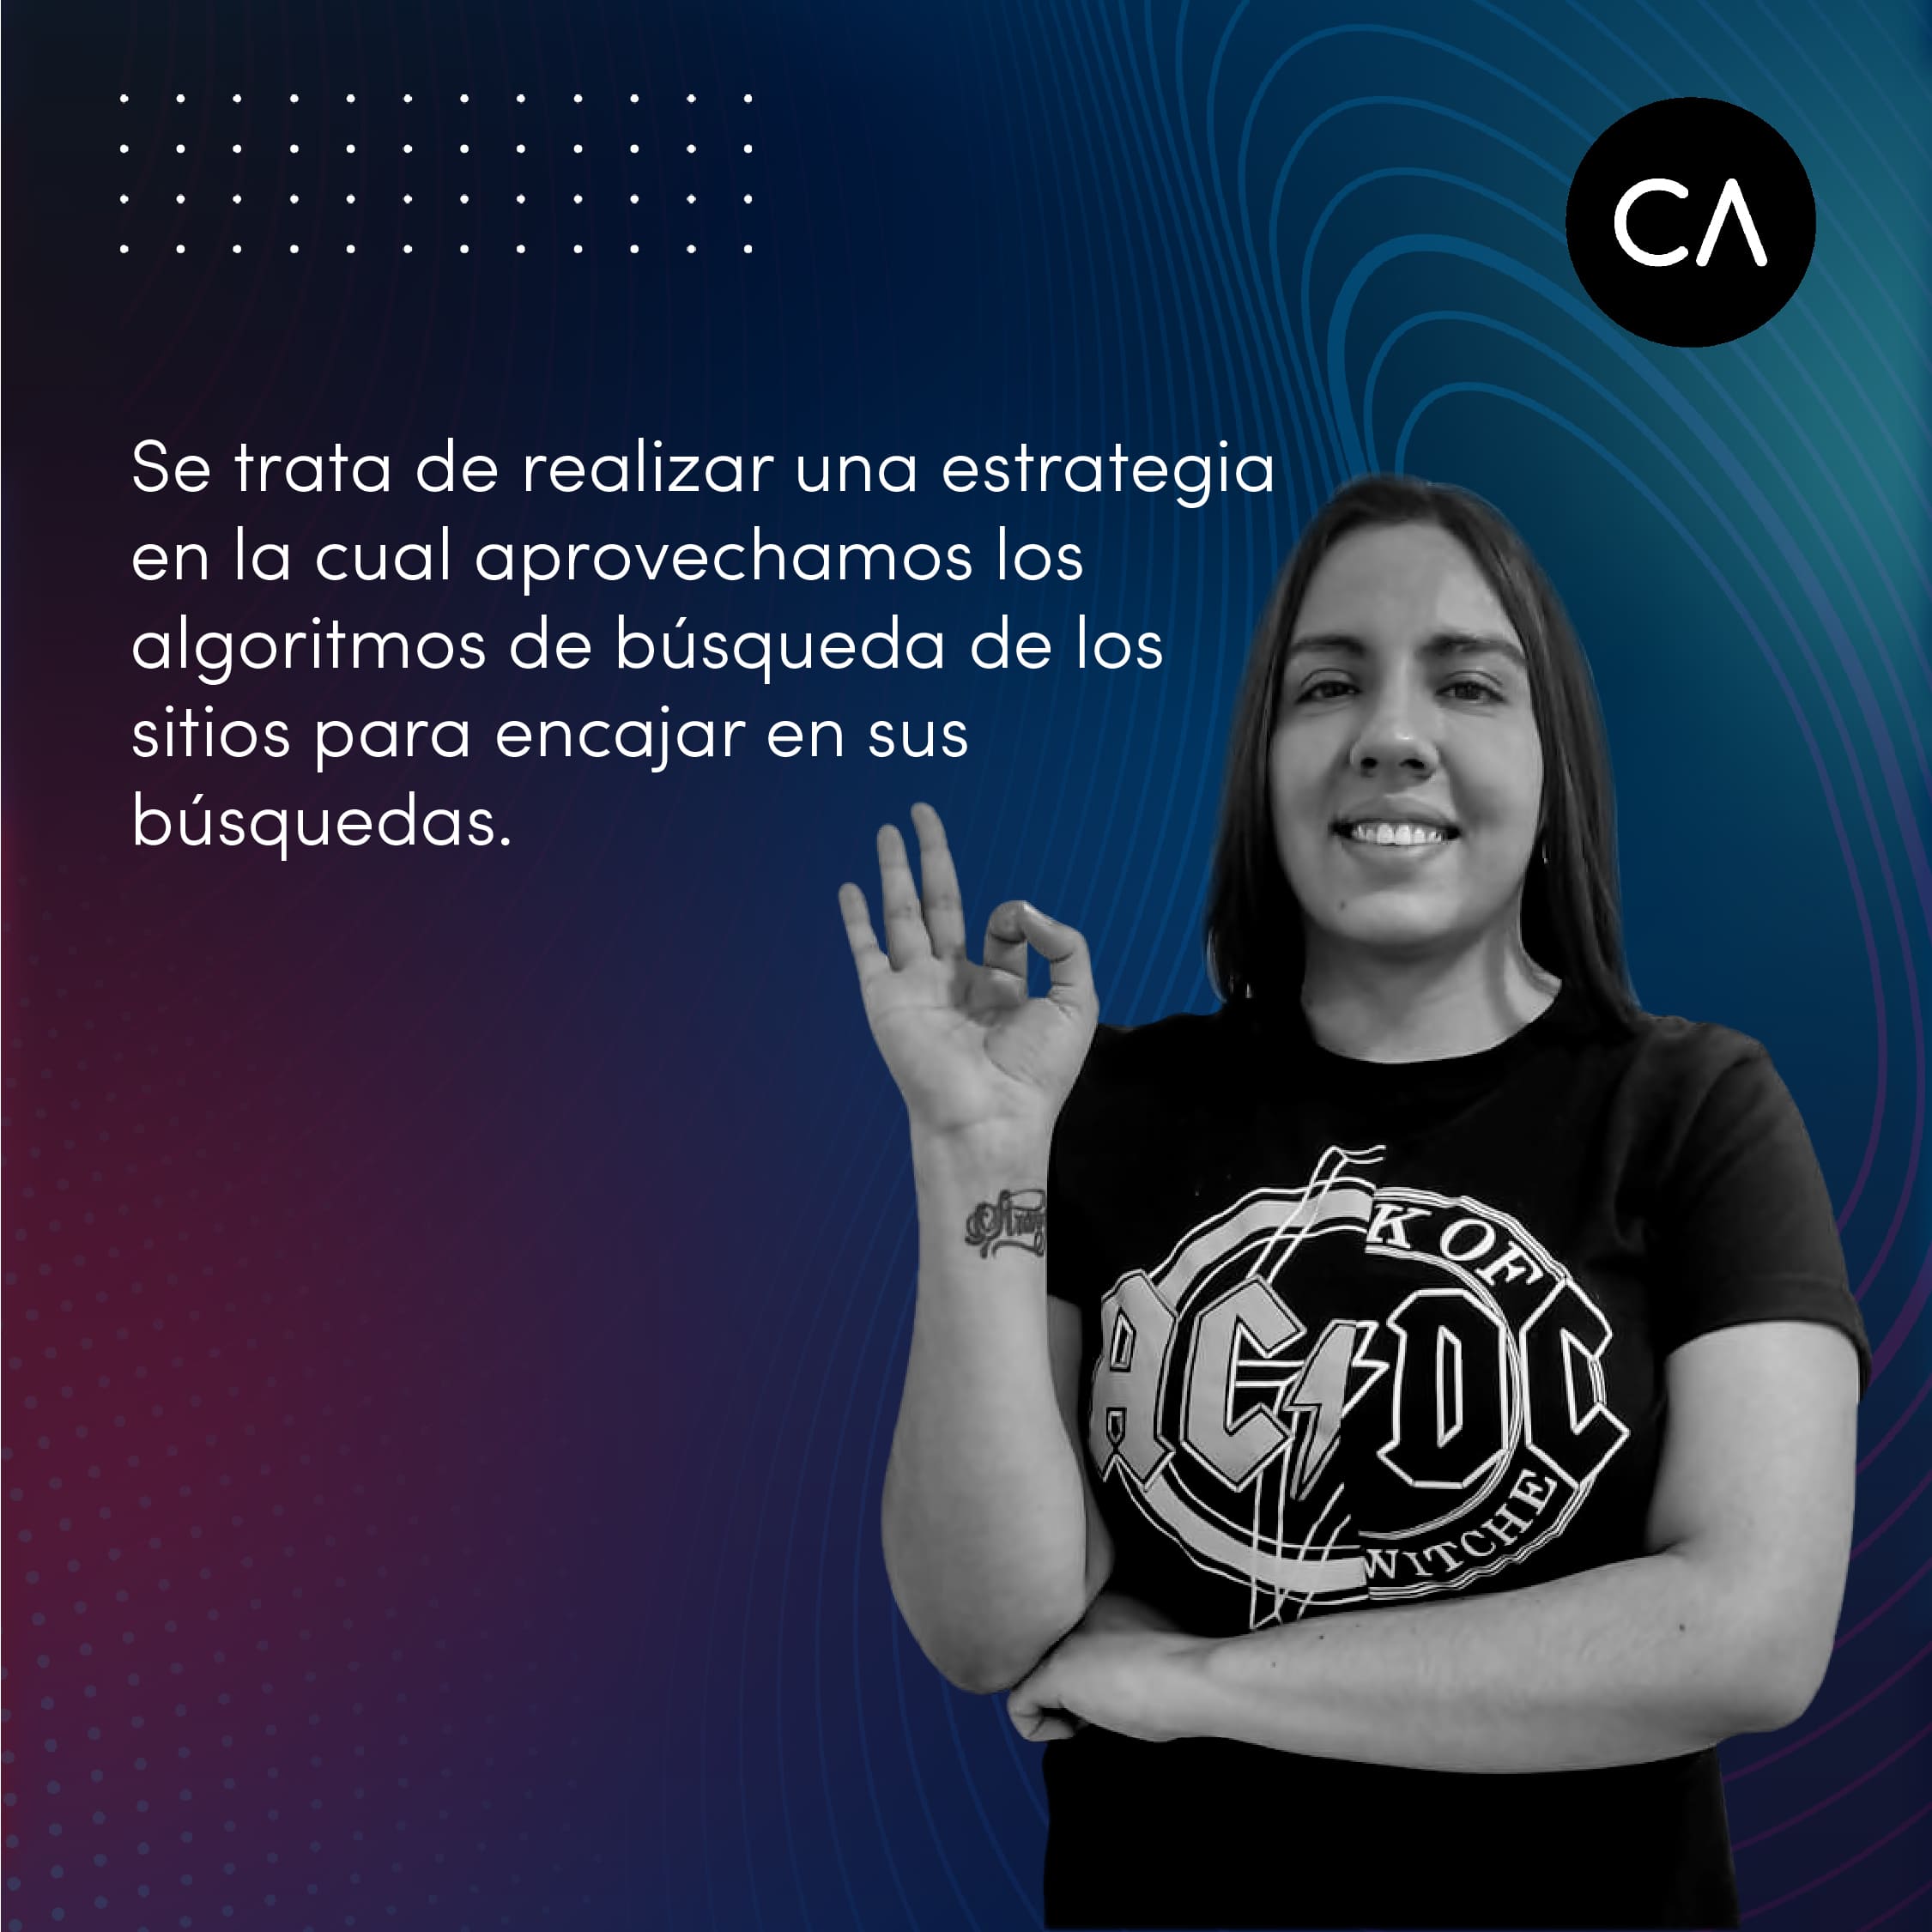 CA
Se trata de realizar una estrategia
en la cual aprovechamos los
algoritmos de búsqueda de los
sitios para encajar en sus
búsquedas.
K OF
AC DC
WITCHE